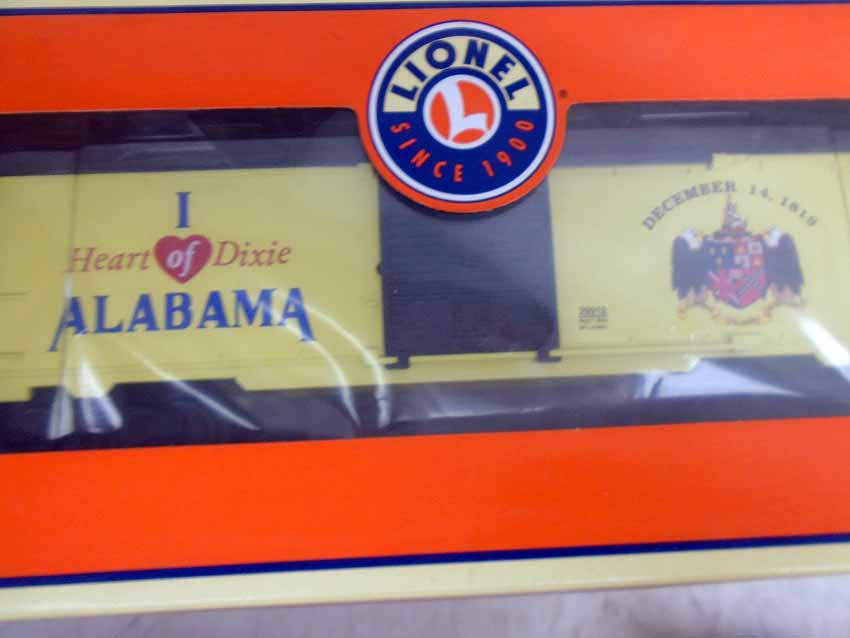 LIONEL
L
SINCE 1900
I
Heart of Dixie
ALABAMA
DECEMBER 14, 1819